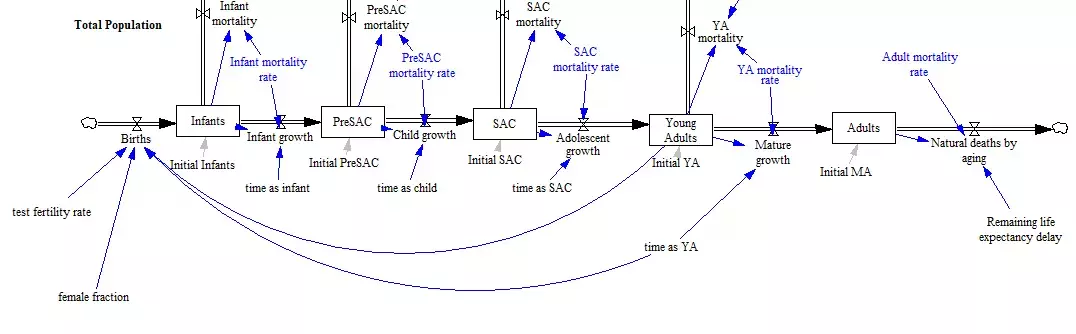 Total Population
Infant
mortality
PreSAC
mortality
SAC
mortality
YA
mortality
Infant mortality
rate
PreSAC
mortality rate
SAC
mortality rate
YA mortality
rate
Adult mortality
rate
Infants
PreSAC
SAC
Young
Adults
Adults
Births
Infant growth
Child growth
Adolescent
growth
Mature
growth
Natural deaths by
aging
Initial Infants
Initial PreSAC
Initial SAC
Initial YA
Initial MA
time as infant
time as child
time as SAC
test fertility rate
Remaining life
expectancy delay
time as YA
female fraction